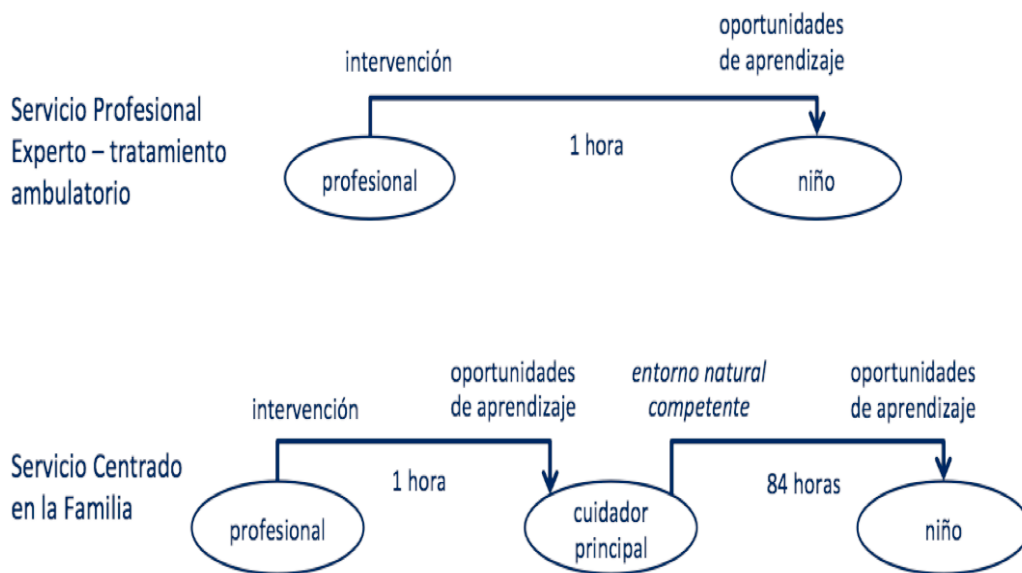 Servicio Profesional
Experto – tratamiento
ambulatorio
intervención
oportunidades
de aprendizaje
1 hora
profesional
niño
Servicio Centrado
en la Familia
intervención
oportunidades
de aprendizaje
entorno natural
competente
oportunidades
de aprendizaje
1 hora
84 horas
profesional
cuidador
principal
niño